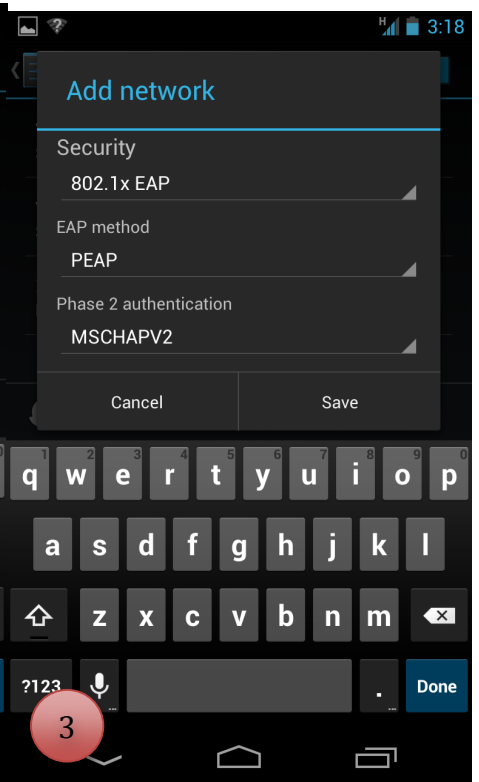 H 3:18
Add network
Security
802.1x EAP
EAP method
PEAP
Phase 2 authentication
MSCHAPV2
Cancel Save
1 2 3 4 5 6 7 8 9 0
q w e r t y u i o p
a s d f g h j k l
z x c v b n m
?123 ... . ... Done
3